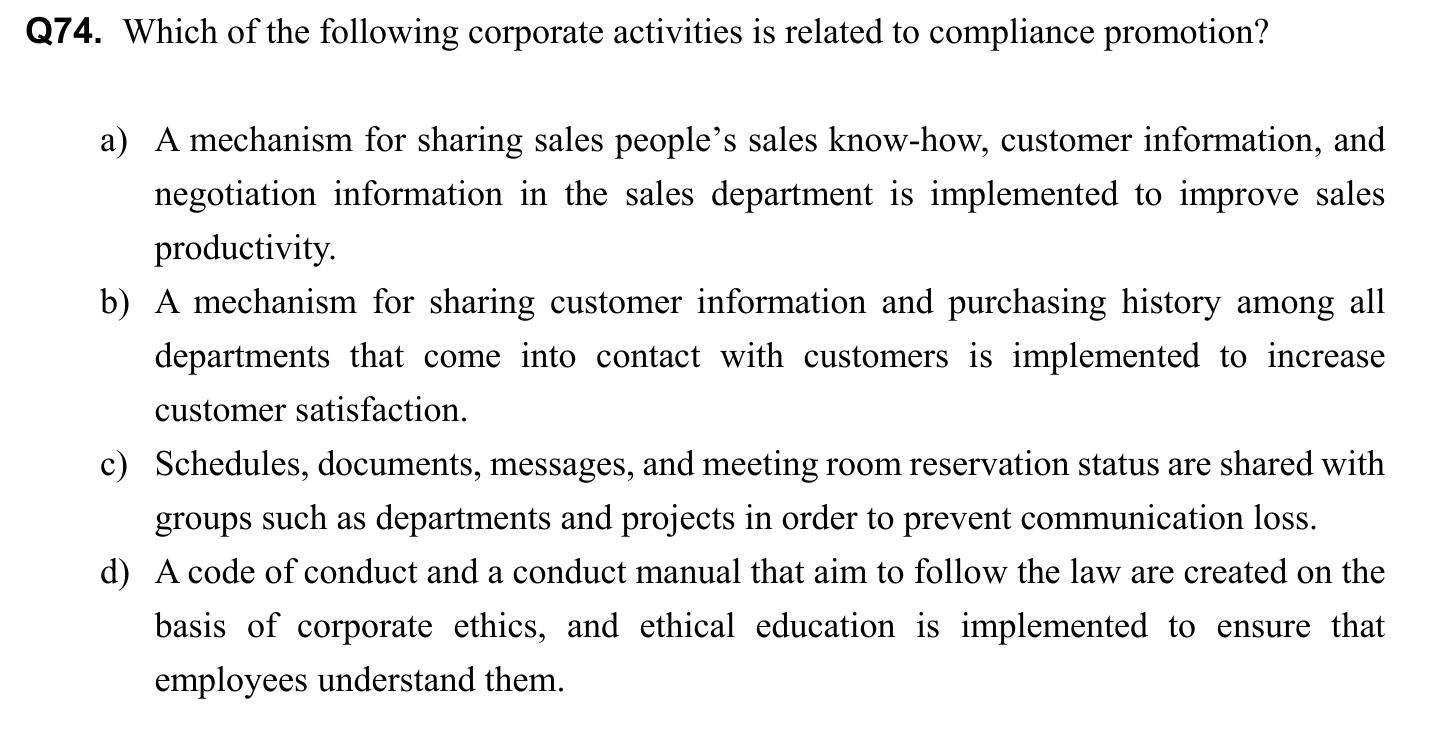 Q74. Which of the following corporate activities is related to compliance promotion?
a) A mechanism for sharing sales people’s sales know-how, customer information, and
negotiation information in the sales department is implemented to improve sales
productivity.
b) A mechanism for sharing customer information and purchasing history among all
departments that come into contact with customers is implemented to increase
customer satisfaction.
c) Schedules, documents, messages, and meeting room reservation status are shared with
groups such as departments and projects in order to prevent communication loss.
d) A code of conduct and a conduct manual that aim to follow the law are created on the
basis of corporate ethics, and ethical education is implemented to ensure that
employees understand them.